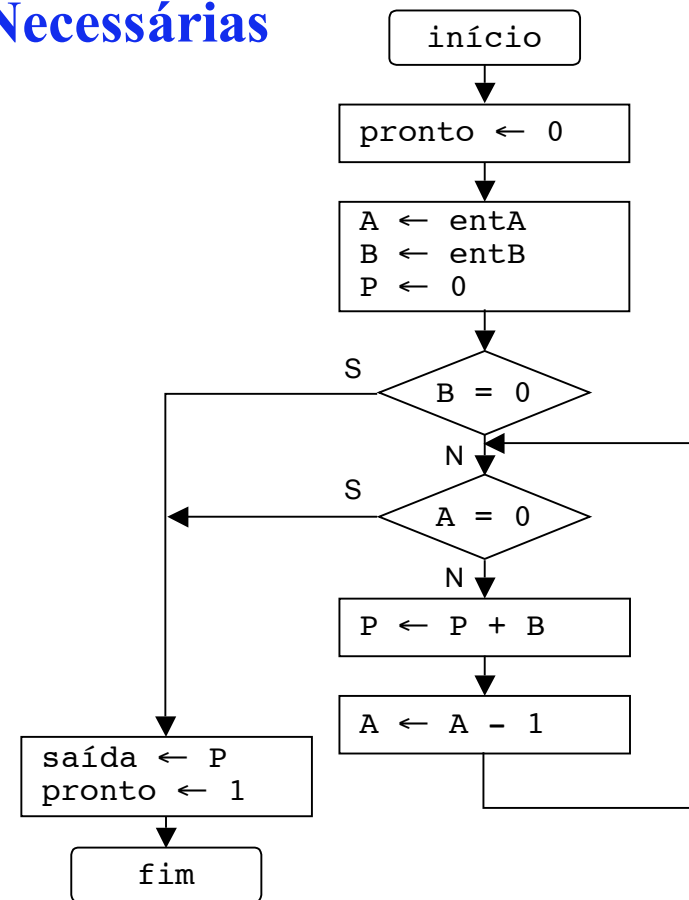 Necessárias
início
pronto ← 0
A ← entA
B ← entB
P ← 0
S
B = 0
N
S
A = 0
N
P ← P + B
A ← A - 1
saída ← P
pronto ← 1
fim